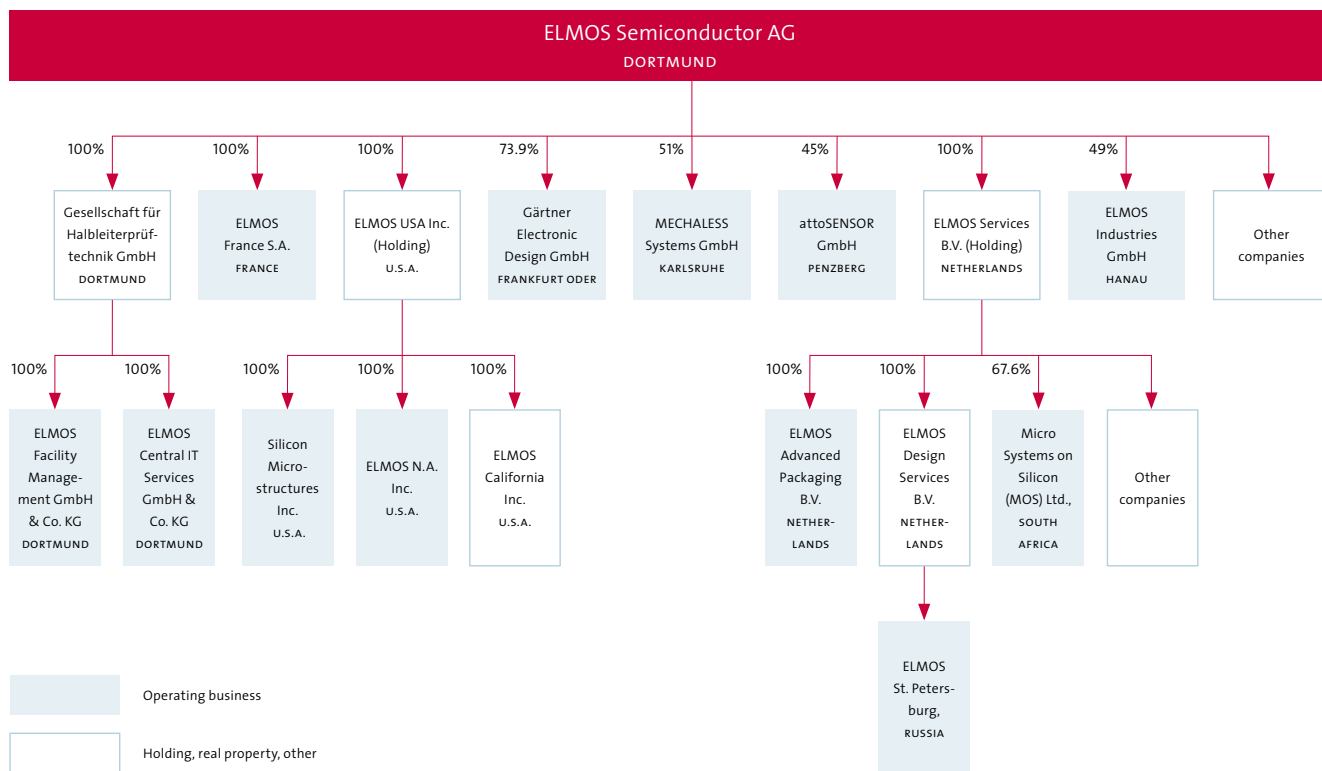 ELMOS Semiconductor AG
DORTMUND
100%
100%
100%
73.9%
51%
45%
100%
49%
Gesellschaft für
Halbleiterprüf-
technik GmbH
DORTMUND
ELMOS
France S.A.
FRANCE
ELMOS USA Inc.
(Holding)
U.S.A.
Gärtner
Electronic
Design GmbH
FRANKFURT ODER
MECHALESS
Systems GmbH
KARLSRUHE
attoSENSOR
GmbH
PENZBERG
ELMOS Services
B.V. (Holding)
NETHERLANDS
ELMOS
Industries
GmbH
HANAU
Other
companies
100%
100%
100%
100%
100%
100%
100%
67.6%
ELMOS
Facility
Manage-
ment GmbH
& Co. KG
DORTMUND
ELMOS
Central IT
Services
GmbH &
Co. KG
DORTMUND
Silicon
Micro-
structures
Inc.
U.S.A.
ELMOS N.A.
Inc.
U.S.A.
ELMOS
California
Inc.
U.S.A.
ELMOS
Advanced
Packaging
B.V.
NETHER-
LANDS
ELMOS
Design
Services
B.V.
NETHER-
LANDS
Micro
Systems on
Silicon
(MOS) Ltd.,
SOUTH
AFRICA
Other
companies
ELMOS
St. Peters-
burg,
RUSSIA
Operating business
Holding, real property, other